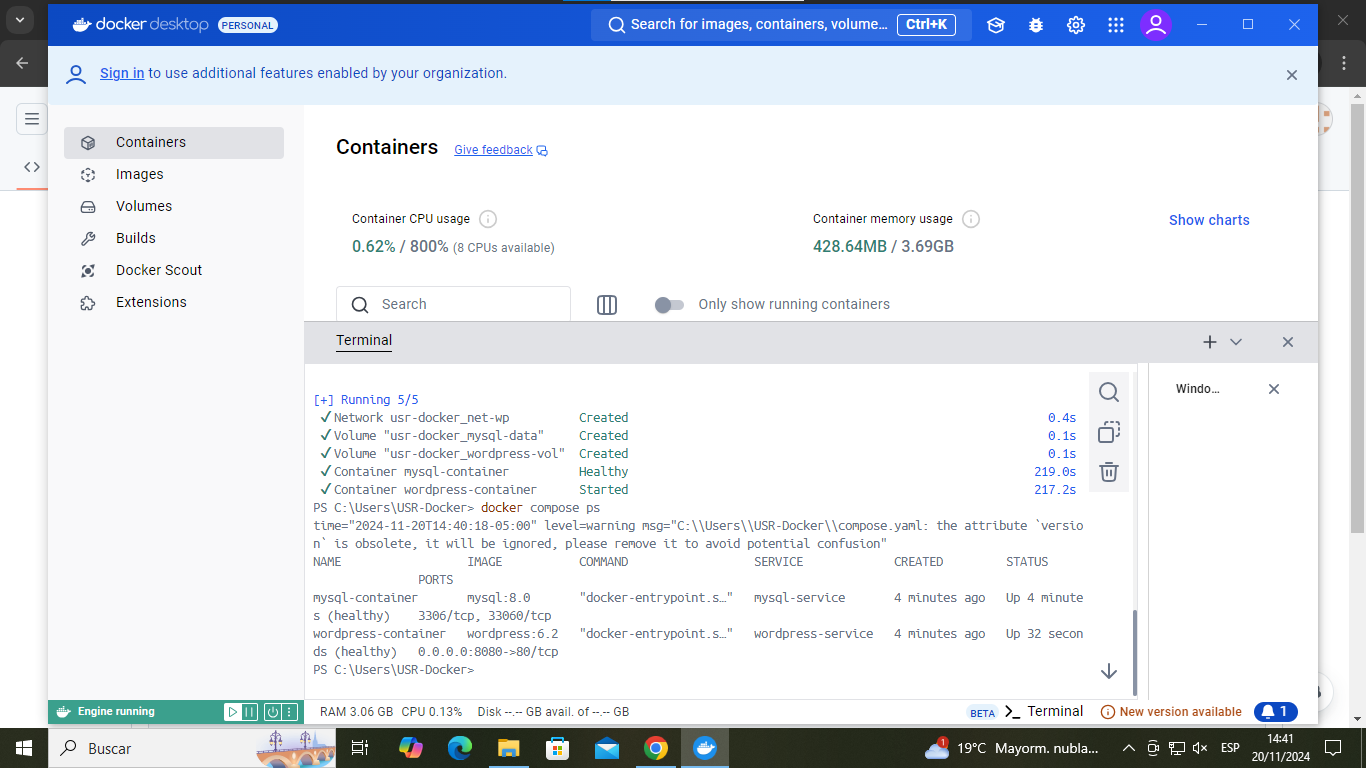 docker desktop PERSONAL
Search for images, containers, volume... Ctrl+K
Sign in to use additional features enabled by your organization.
Containers
Images
Volumes
Builds
Docker Scout
Extensions
Containers Give feedback
Container CPU usage
0.62% / 800% (8 CPUs available)
Container memory usage
428.64MB / 3.69GB
Show charts
Search
Only show running containers
Terminal
Windo...
[+] Running 5/5
✓Network usr-docker_net-wp Created 0.4s
✓Volume "usr-docker_mysql-data" Created 0.1s
✓Volume "usr-docker_wordpress-vol" Created 0.1s
✓Container mysql-container Healthy 219.0s
✓Container wordpress-container Started 217.2s
PS C:\Users\USR-Docker> docker compose ps
time="2024-11-20T14:40:18-05:00" level=warning msg="C:\\Users\\USR-Docker\\compose.yaml: the attribute `versio
n` is obsolete, it will be ignored, please remove it to avoid potential confusion"
NAME IMAGE COMMAND SERVICE CREATED STATUS
PORTS
mysql-container mysql:8.0 "docker-entrypoint.s…" mysql-service 4 minutes ago Up 4 minute
s (healthy) 3306/tcp, 33060/tcp
wordpress-container wordpress:6.2 "docker-entrypoint.s…" wordpress-service 4 minutes ago Up 32 secon
ds (healthy) 0.0.0.0:8080->80/tcp
PS C:\Users\USR-Docker>
Engine running
RAM 3.06 GB CPU 0.13% Disk --.-- GB avail. of --.-- GB
BETA Terminal
New version available
1
Buscar
1
19°C Mayorm. nubla...
ESP
14:41
20/11/2024